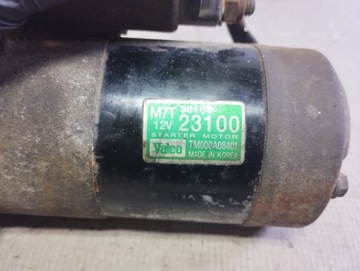 M/T 36100-
12V 23100
STARTER MOTOR
Valeo TM000A08401
MADE IN KOREA